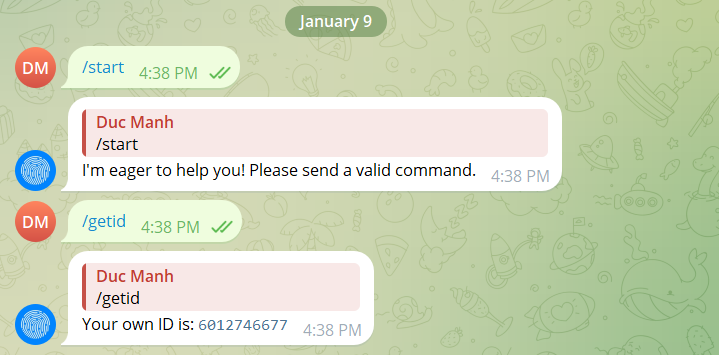 January 9
DM
/start 4:38 PM
Duc Manh
/start
I'm eager to help you! Please send a valid command. 4:38 PM
DM
/getid 4:38 PM
Duc Manh
/getid
Your own ID is: 6012746677 4:38 PM